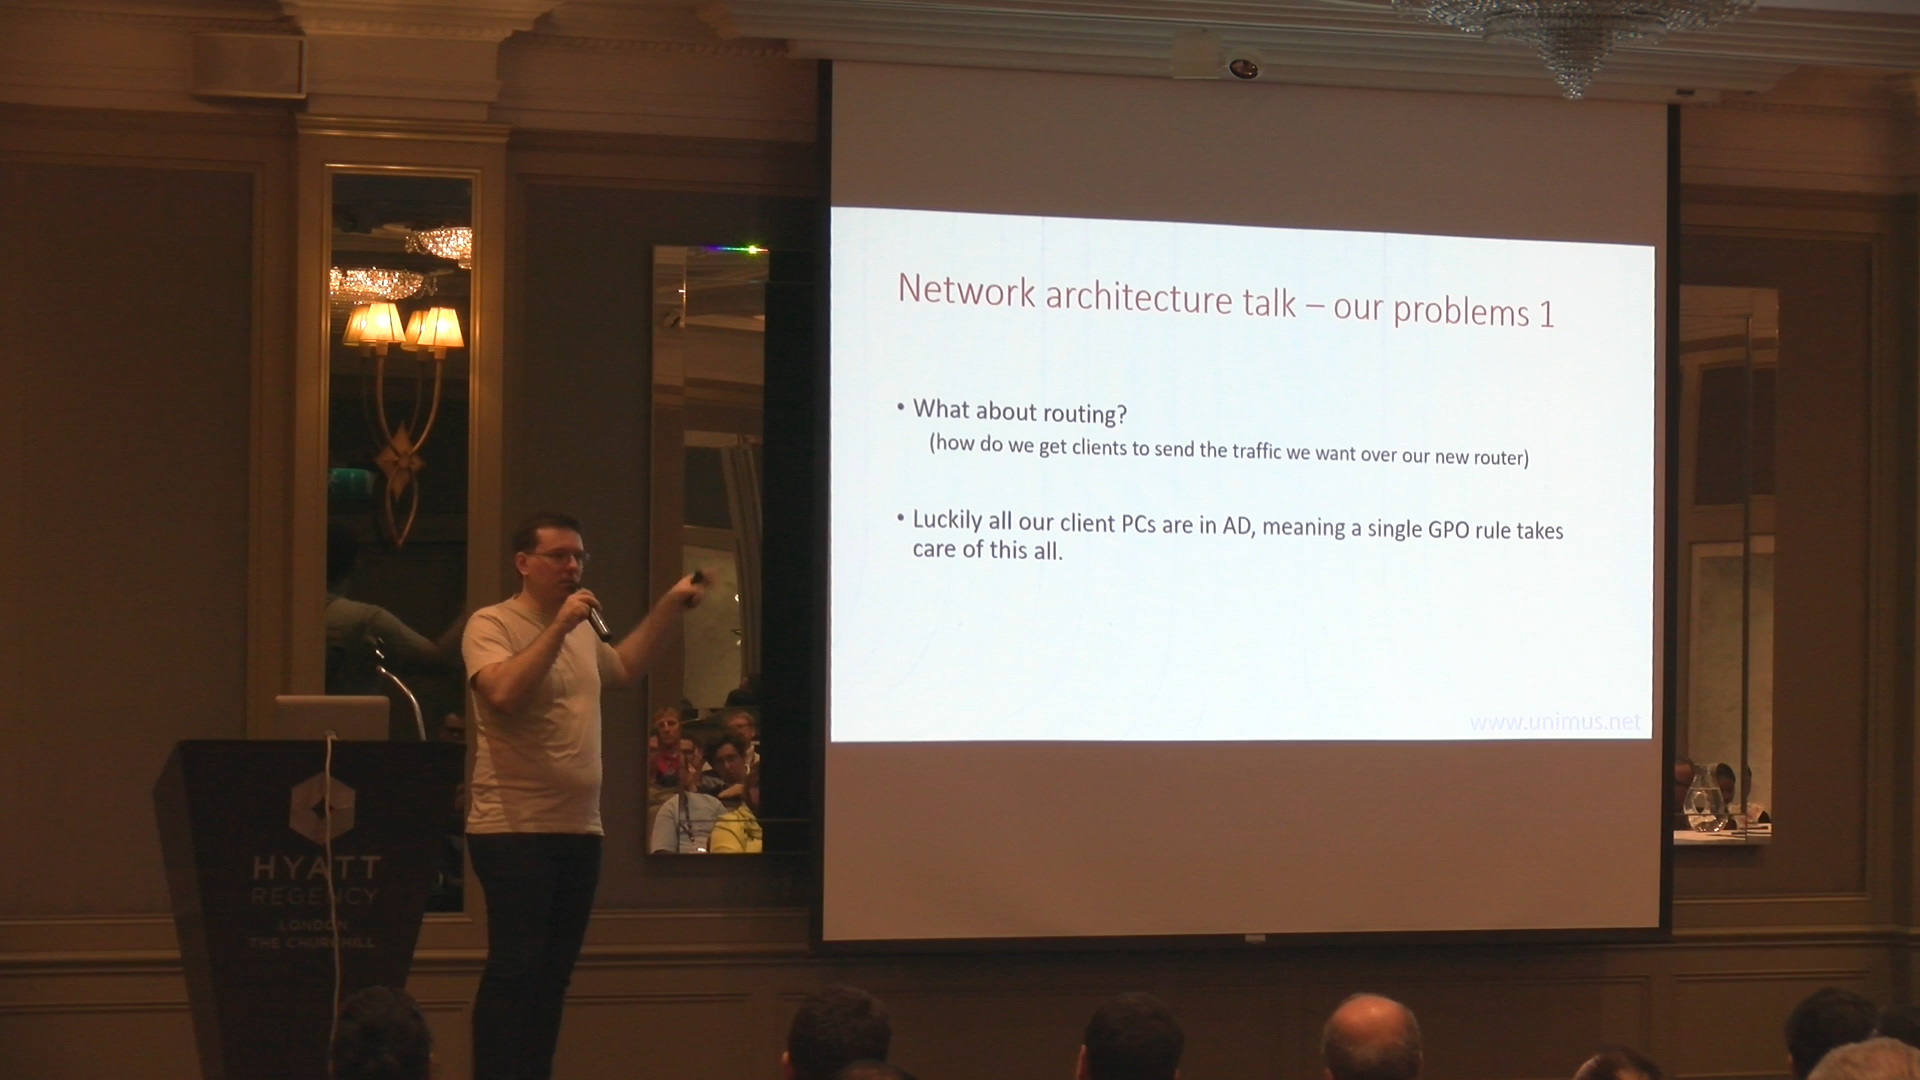 Network architecture talk – our problems 1
• What about routing?
(how do we get clients to send the traffic we want over our new router)
• Luckily all our client PCs are in AD, meaning a single GPO rule takes
care of this all.
www.unimus.net
HYATT
REGENCY
LONDON
THE CHURCHILL